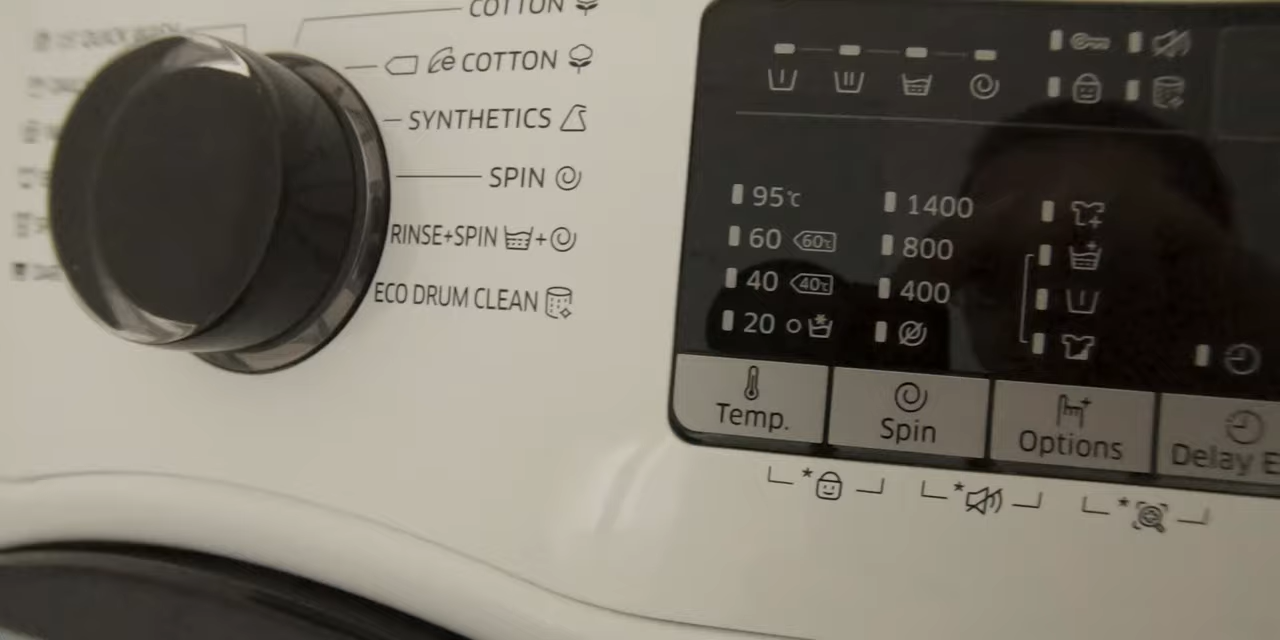 COTTON
COTTON
SYNTHETICS
SPIN
RINSE+SPIN
ECO DRUM CLEAN
95℃
60 60℃
40 40℃
20
1400
800
400
Temp.
Spin
Options
Delay E